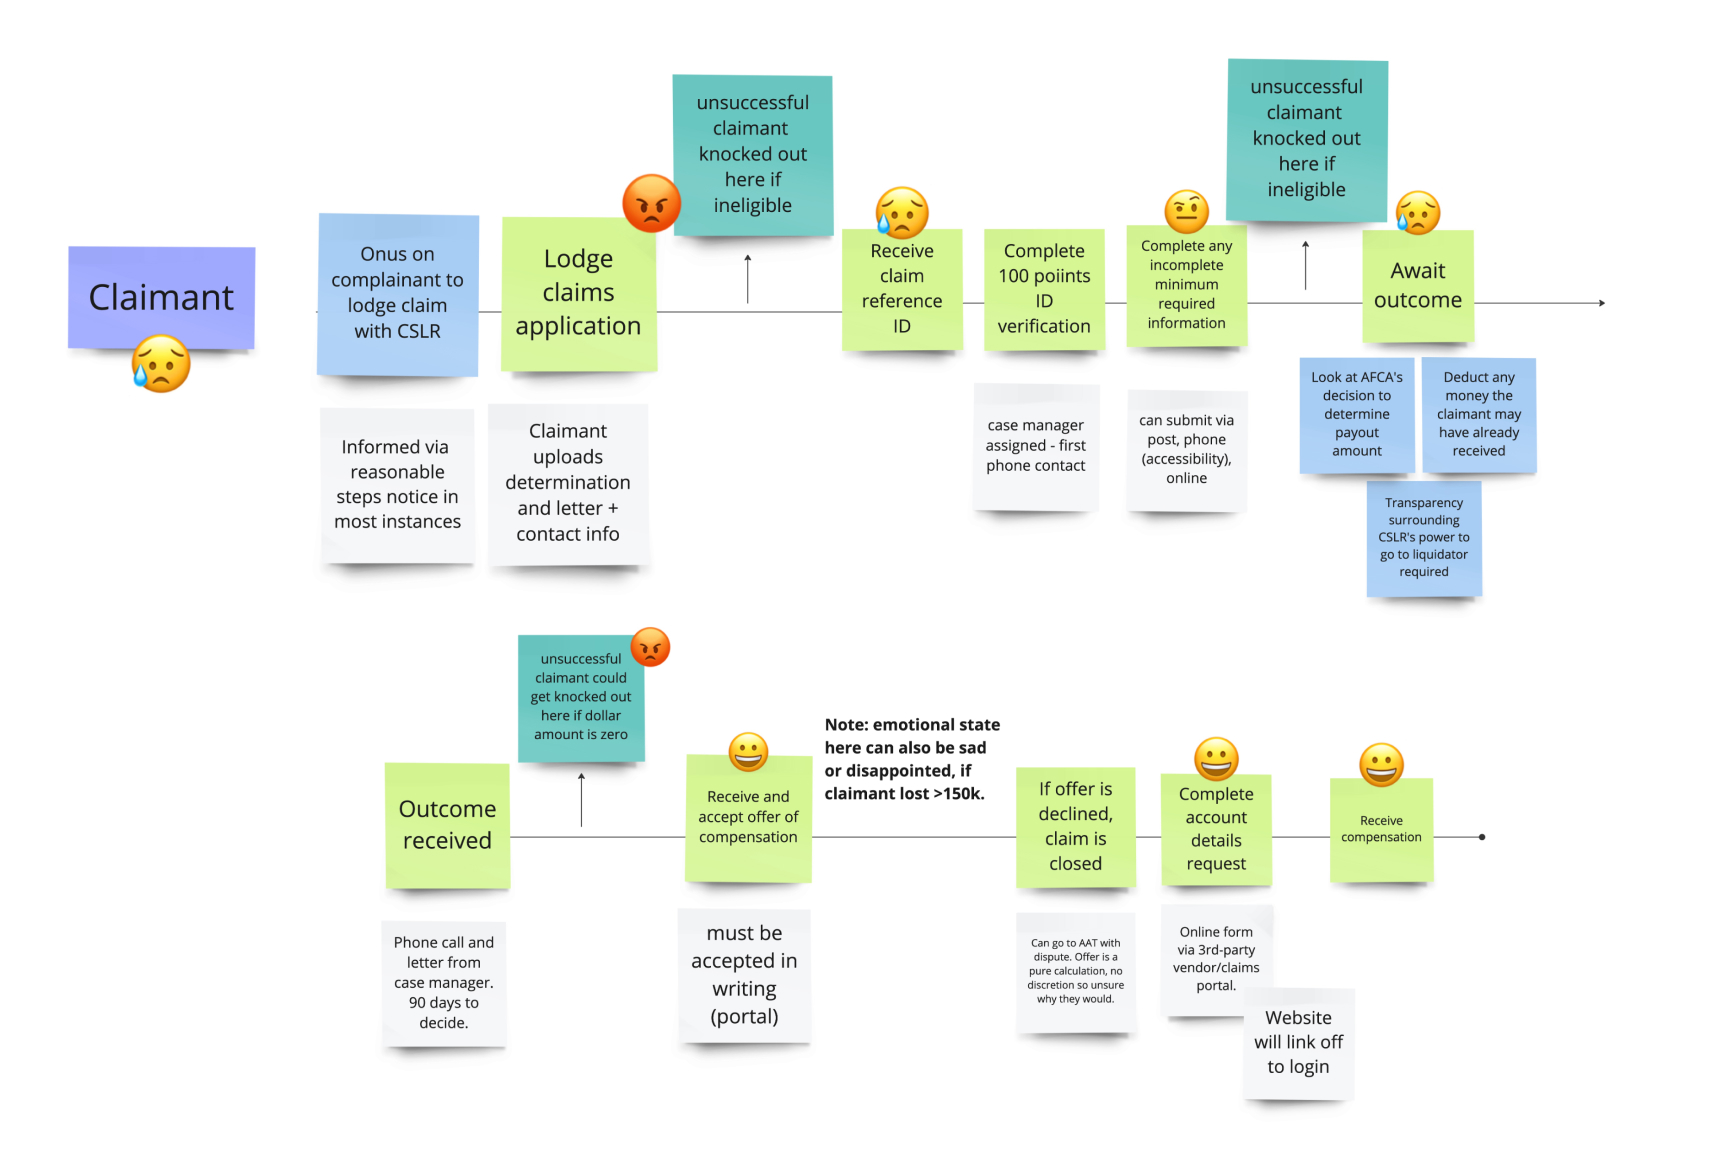 unsuccessful
claimant
knocked out
here if
ineligible
unsuccessful
claimant
knocked out
here if
ineligible
Claimant
Onus on
complainant to
lodge claim
with CSLR
Lodge
claims
application
Receive
claim
reference
ID
Complete
100 poiints
ID
verification
Complete any
incomplete
minimum
required
information
Await
outcome
Informed via
reasonable
steps notice in
most instances
Claimant
uploads
determination
and letter +
contact info
case manager
assigned - first
phone contact
can submit via
post, phone
(accessibility),
online
Look at AFCA's
decision to
determine
payout
amount
Deduct any
money the
claimant may
have already
received
Transparency
surrounding
CSLR's power to
go to liquidator
required
unsuccessful
claimant could
get knocked out
here if dollar
amount is zero
Outcome
received
Receive and
accept offer of
compensation
Note: emotional state
here can also be sad
or disappointed, if
claimant lost >150k.
If offer is
declined,
claim is
closed
Complete
account
details
request
Receive
compensation
Phone call and
letter from
case manager.
90 days to
decide.
must be
accepted in
writing
(portal)
Can go to AAT with
dispute. Offer is a
pure calculation, no
discretion so unsure
why they would.
Online form
via 3rd-party
vendor/claims
portal.
Website
will link off
to login